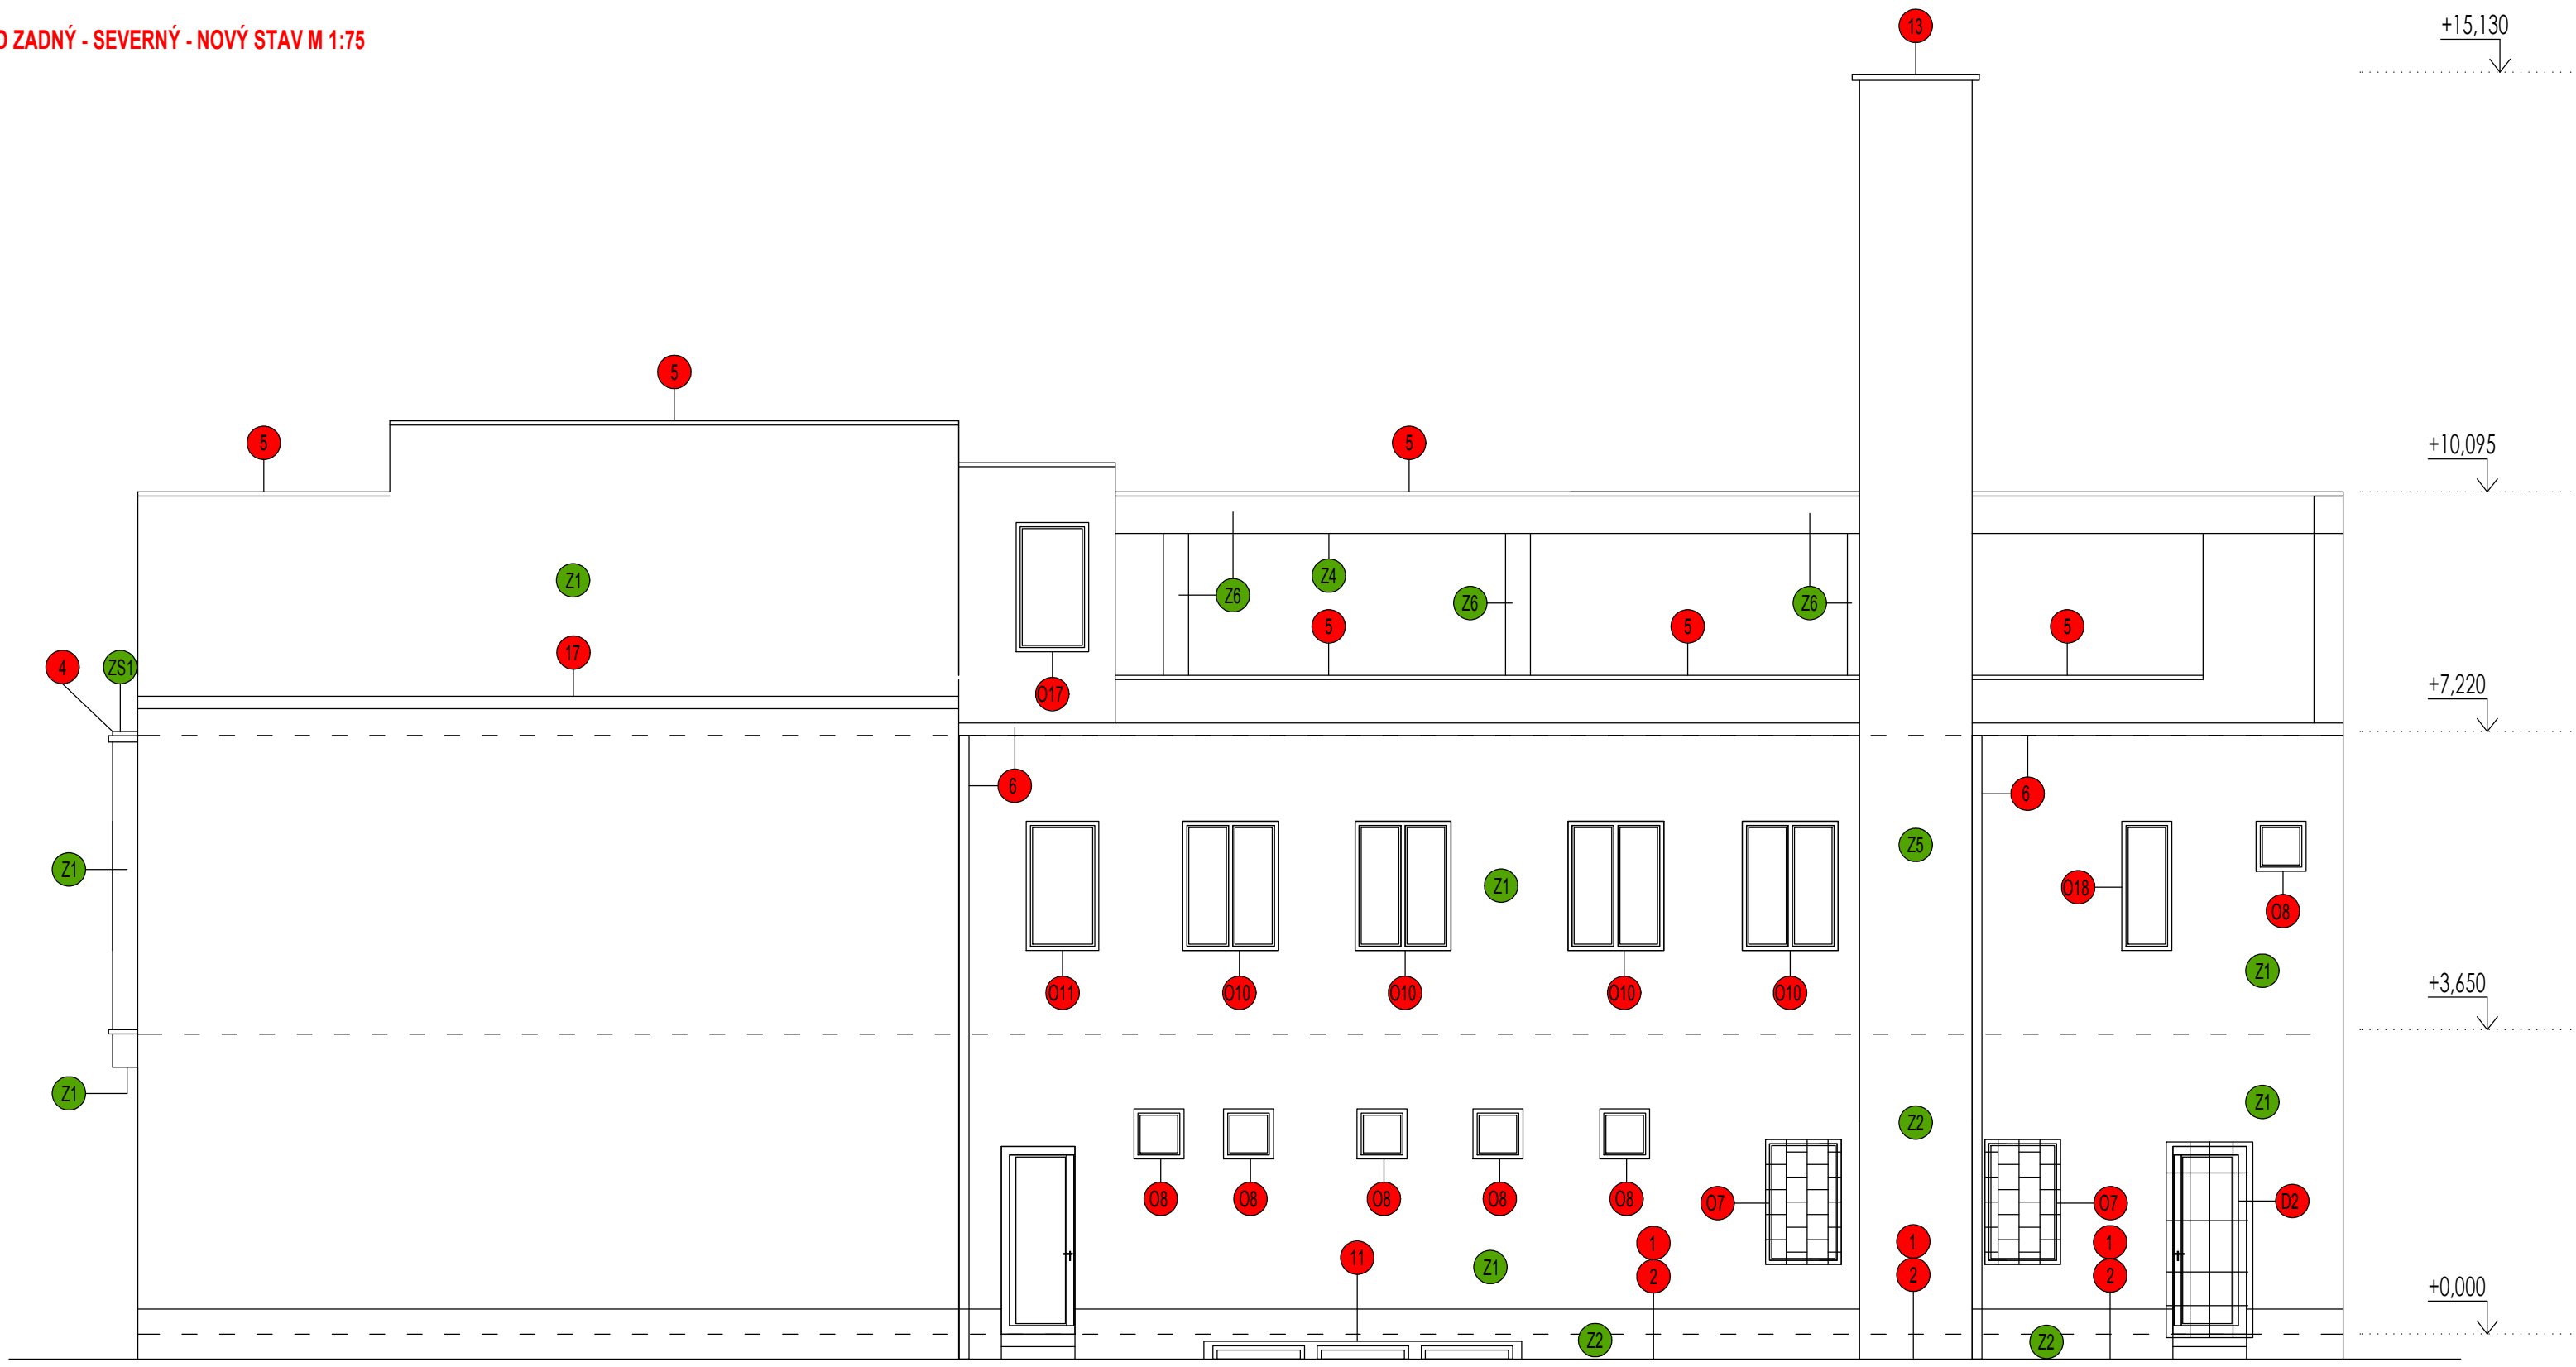 ZADNÝ - SEVERNÝ - NOVÝ STAV M 1:75
13
+15,130
5
5
5
+10,095
Z1
Z6
Z4
Z6
Z6
5
5
5
17
4
ZS1
O17
+7,220
6
6
Z1
Z1
Z5
O18
O8
O11
O10
O10
O10
O10
Z1
+3,650
Z1
Z2
Z1
O8
O8
O8
O8
O8
O7
O7
D2
11
Z1
1
2
1
2
1
2
+0,000
Z2
Z2